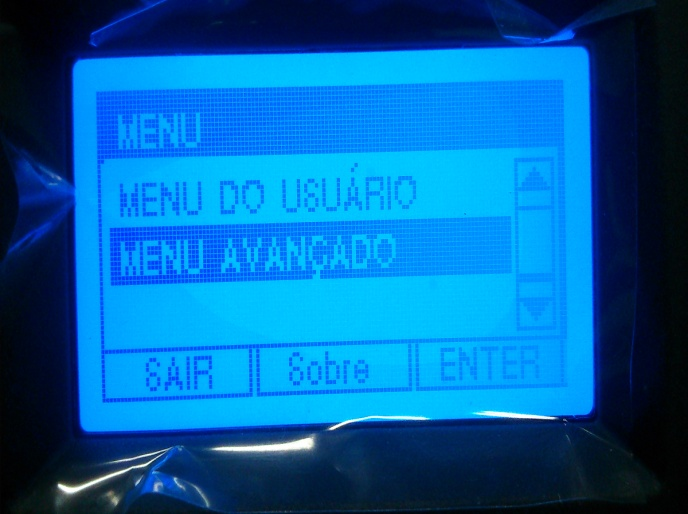 MENU
MENU DO USUÁRIO
MENU AVANÇADO
SAIR Sobre ENTER